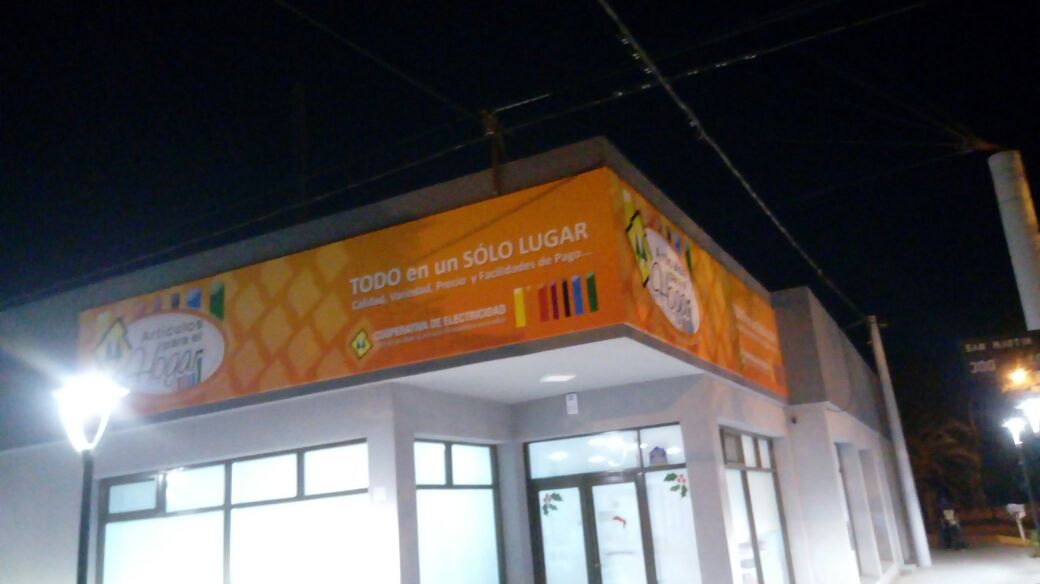 Artículos
para el
Hogar
TODO en un SÓLO LUGAR
Calidad, Variedad, Precio y Facilidades de Pago...
COOPERATIVA DE ELECTRICIDAD
Hogar
SAN MARTIN
300